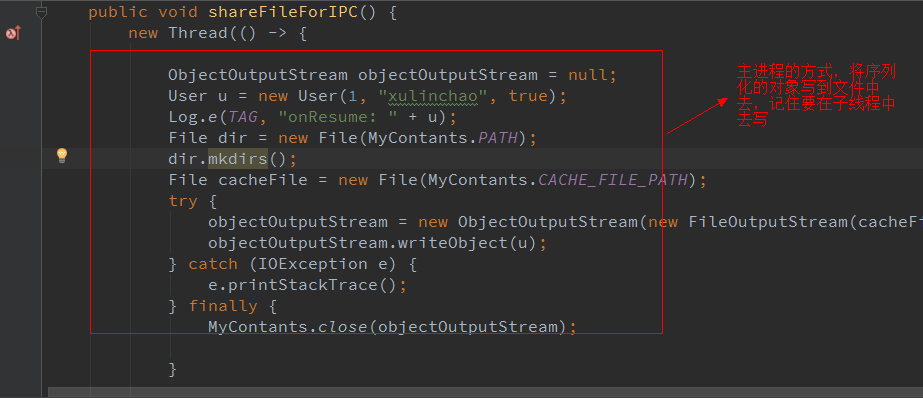 public void shareFileForIPC() {
new Thread(() -> {
ObjectOutputStream objectOutputStream = null;
User u = new User(1, "xulinchao", true);
Log.e(TAG, "onResume: " + u);
File dir = new File(MyContants.PATH);
dir.mkdirs();
File cacheFile = new File(MyContants.CACHE_FILE_PATH);
try {
objectOutputStream = new ObjectOutputStream(new FileOutputStream(cacheFi
objectOutputStream.writeObject(u);
} catch (IOException e) {
e.printStackTrace();
} finally {
MyContants.close(objectOutputStream);
}
主进程的方式，将序列
化的对象写到文件中
去，记住要在子线程中
去写